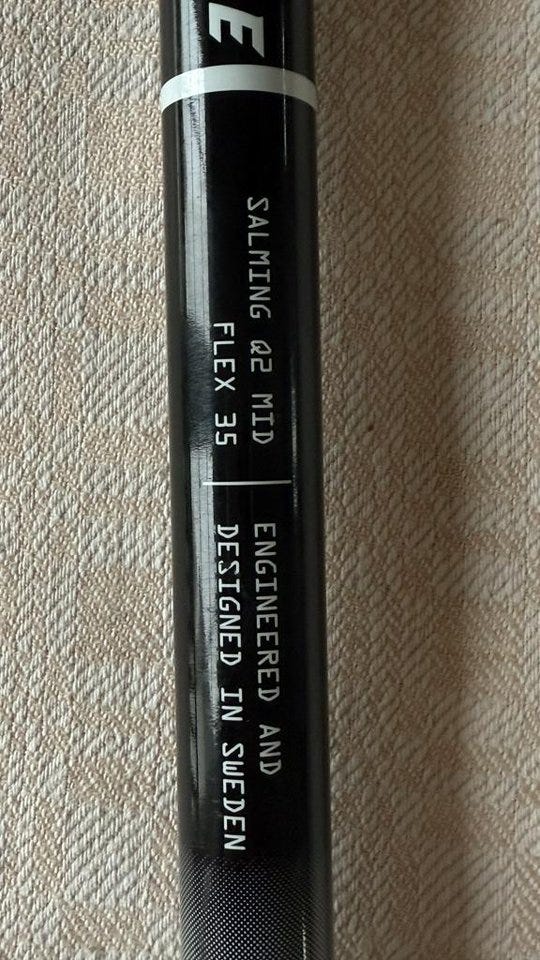 E
SALMING Q2 MID
FLEX 35
ENGINEERED AND
DESIGNED IN SWEDEN